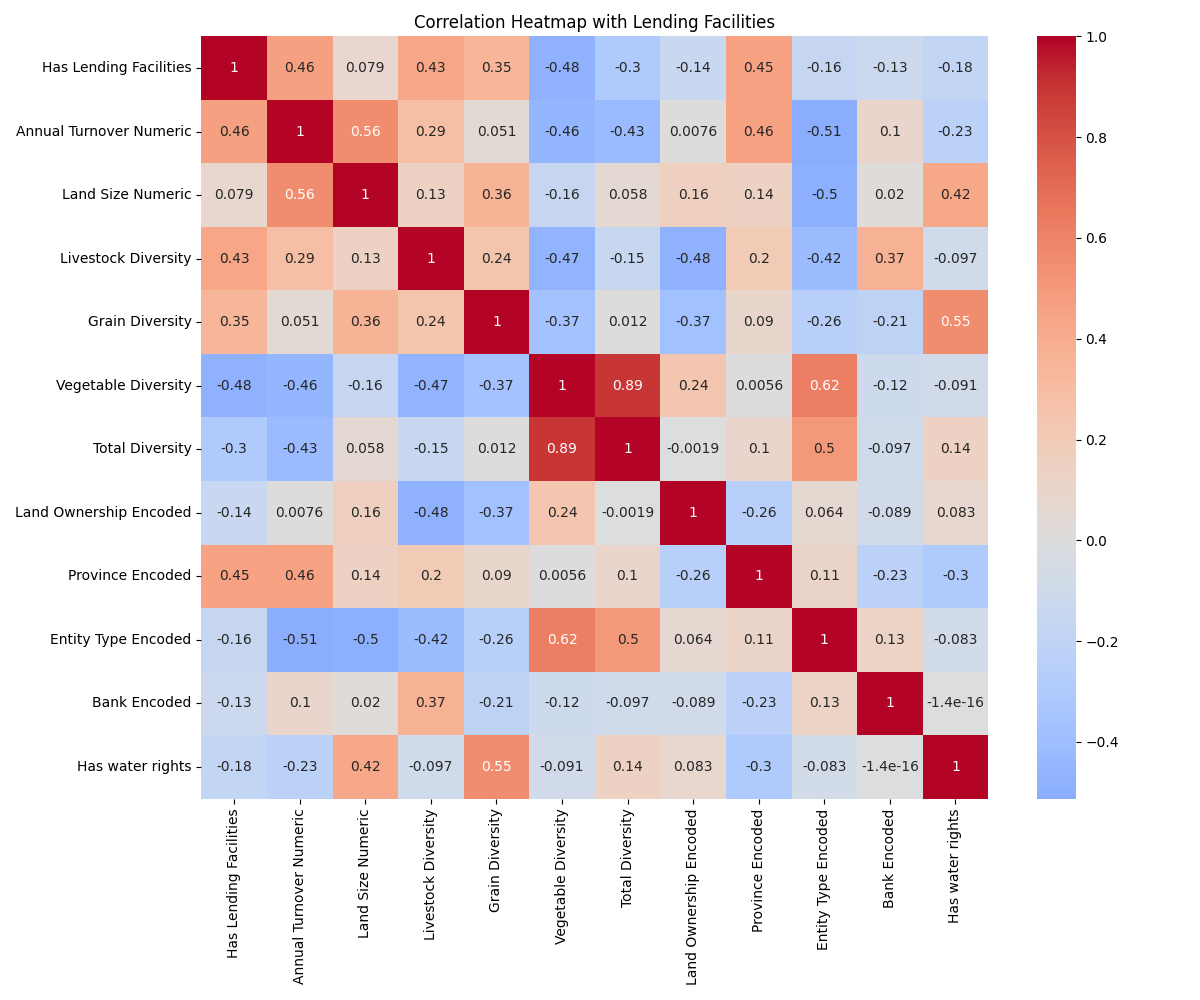 Correlation Heatmap with Lending Facilities
Has Lending Facilities 1 0.46 0.079 0.43 0.35 -0.48 -0.3 -0.14 0.45 -0.16 -0.13 -0.18
Annual Turnover Numeric 0.46 1 0.56 0.29 0.051 -0.46 -0.43 0.0076 0.46 -0.51 0.1 -0.23
Land Size Numeric 0.079 0.56 1 0.13 0.36 -0.16 0.058 0.16 0.14 -0.5 0.02 0.42
Livestock Diversity 0.43 0.29 0.13 1 0.24 -0.47 -0.15 -0.48 0.2 -0.42 0.37 -0.097
Grain Diversity 0.35 0.051 0.36 0.24 1 -0.37 0.012 -0.37 0.09 -0.26 -0.21 0.55
Vegetable Diversity -0.48 -0.46 -0.16 -0.47 -0.37 1 0.89 0.24 0.0056 0.62 -0.12 -0.091
Total Diversity -0.3 -0.43 0.058 -0.15 0.012 0.89 1 -0.0019 0.1 0.5 -0.097 0.14
Land Ownership Encoded -0.14 0.0076 0.16 -0.48 -0.37 0.24 -0.0019 1 -0.26 0.064 -0.089 0.083
Province Encoded 0.45 0.46 0.14 0.2 0.09 0.0056 0.1 -0.26 1 0.11 -0.23 -0.3
Entity Type Encoded -0.16 -0.51 -0.5 -0.42 -0.26 0.62 0.5 0.064 0.11 1 0.13 -0.083
Bank Encoded -0.13 0.1 0.02 0.37 -0.21 -0.12 -0.097 -0.089 -0.23 0.13 1 -1.4e-16
Has water rights -0.18 -0.23 0.42 -0.097 0.55 -0.091 0.14 0.083 -0.3 -0.083 -1.4e-16 1
Has Lending Facilities
Annual Turnover Numeric
Land Size Numeric
Livestock Diversity
Grain Diversity
Vegetable Diversity
Total Diversity
Land Ownership Encoded
Province Encoded
Entity Type Encoded
Bank Encoded
Has water rights
1.0
0.8
0.6
0.4
0.2
0.0
−0.2
−0.4